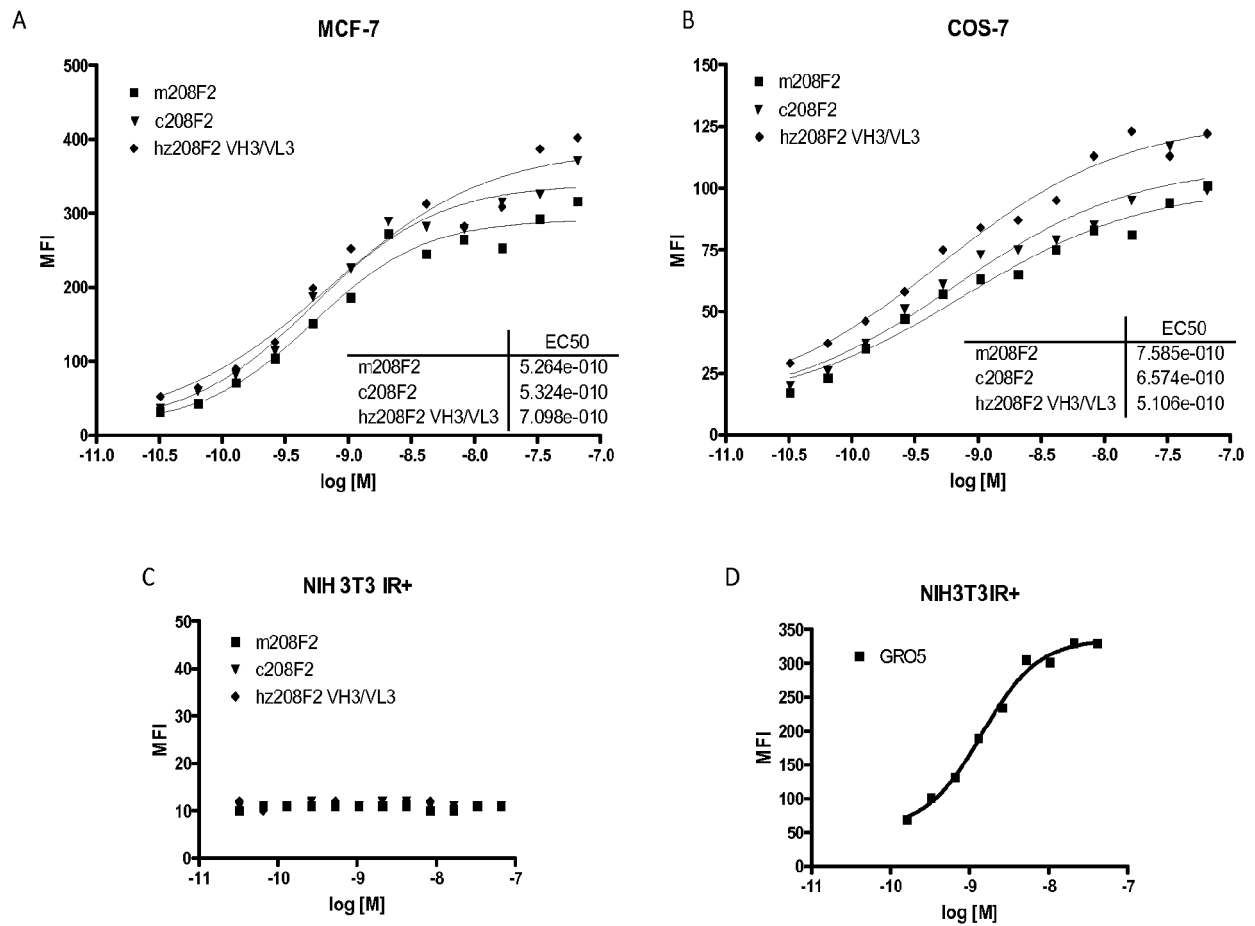 A
MCF-7
500
400
300
200
100
0
MFI
m208F2
c208F2
hz208F2 VH3/VL3
EC50
m208F2 5.264e-010
c208F2 5.324e-010
hz208F2 VH3/VL3 7.098e-010
-11.0 -10.5 -10.0 -9.5 -9.0 -8.5 -8.0 -7.5 -7.0
log [M]
B
COS-7
150
125
100
75
50
25
0
MFI
m208F2
c208F2
hz208F2 VH3/VL3
EC50
m208F2 7.585e-010
c208F2 6.574e-010
hz208F2 VH3/VL3 5.106e-010
-11.0 -10.5 -10.0 -9.5 -9.0 -8.5 -8.0 -7.5 -7.0
log [M]
C
NIH 3T3 IR+
50
40
30
20
10
0
MFI
m208F2
c208F2
hz208F2 VH3/VL3
-11 -10 -9 -8 -7
log [M]
D
NIH3T3IR+
350
300
250
200
150
100
50
0
MFI
GRO5
-11 -10 -9 -8 -7
log [M]